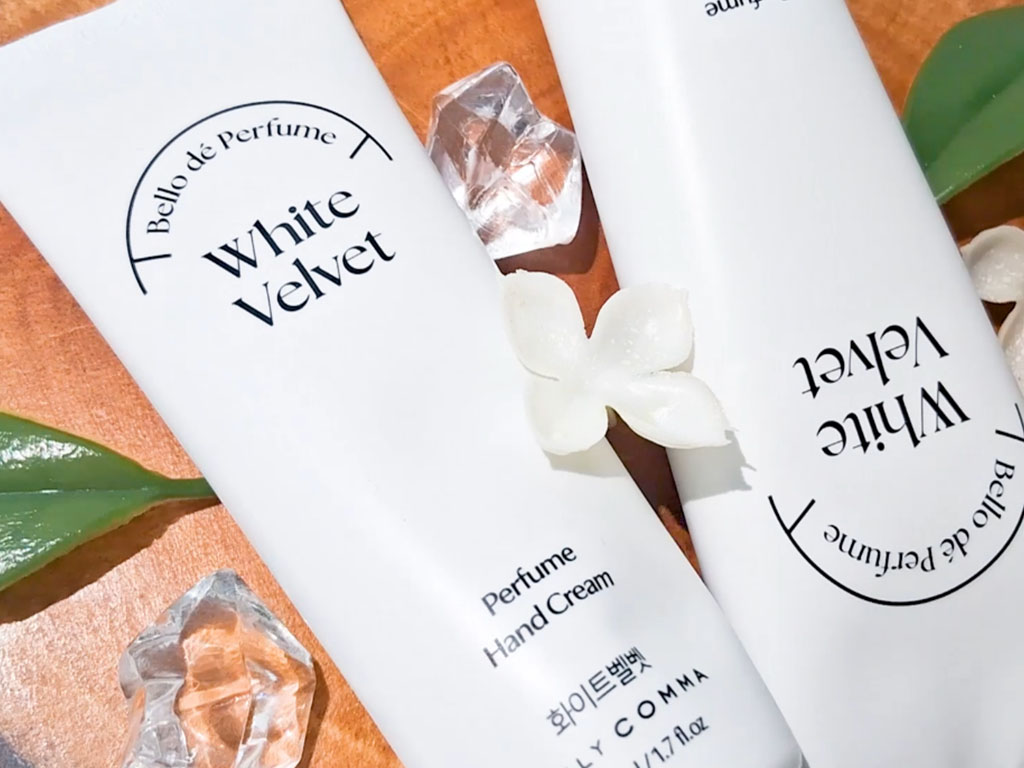 Bello dé Perfume
White
Velvet
Perfume
Hand Cream
화이트벨벳
COMMA
1.7 fl.oz
White
Velvet
Bello dé Perfume